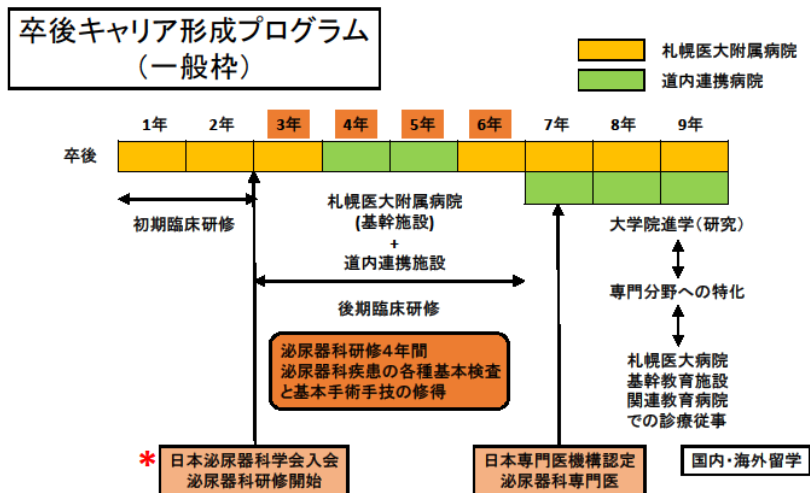 卒後キャリア形成プログラム
(一般枠)
札幌医大附属病院
道内連携病院
1年 2年 3年 4年 5年 6年 7年 8年 9年
卒後
初期臨床研修
札幌医大附属病院
(基幹施設)
+
道内連携施設
後期臨床研修
大学院進学(研究)
専門分野への特化
札幌医大病院
基幹教育施設
関連教育病院
での診療従事
泌尿器科研修4年間
泌尿器科疾患の各種基本検査
と基本手術手技の修得
*日本泌尿器科学会入会
泌尿器科研修開始
日本専門医機構認定
泌尿器科専門医
国内・海外留学